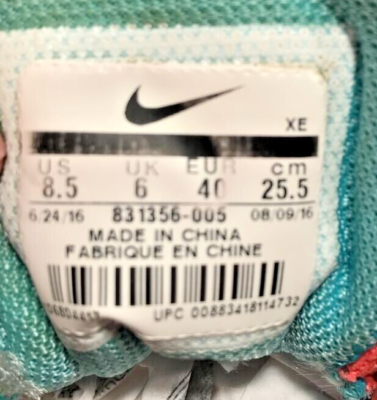 XE
US UK EUR cm
8.5 6 40 25.5
6/24/16 831356-005 08/09/16
MADE IN CHINA
FABRIQUE EN CHINE
UPC 00883418114732